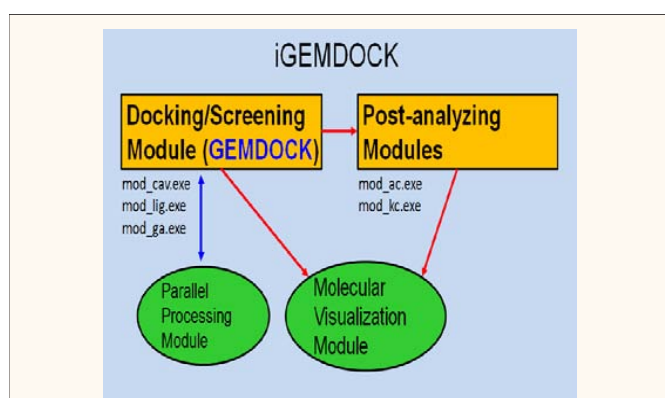 iGEMDOCK
Docking/Screening
Module (GEMDOCK)
Post-analyzing
Modules
mod_cav.exe
mod_lig.exe
mod_ga.exe
mod_ac.exe
mod_kc.exe
Parallel
Processing
Module
Molecular
Visualization
Module